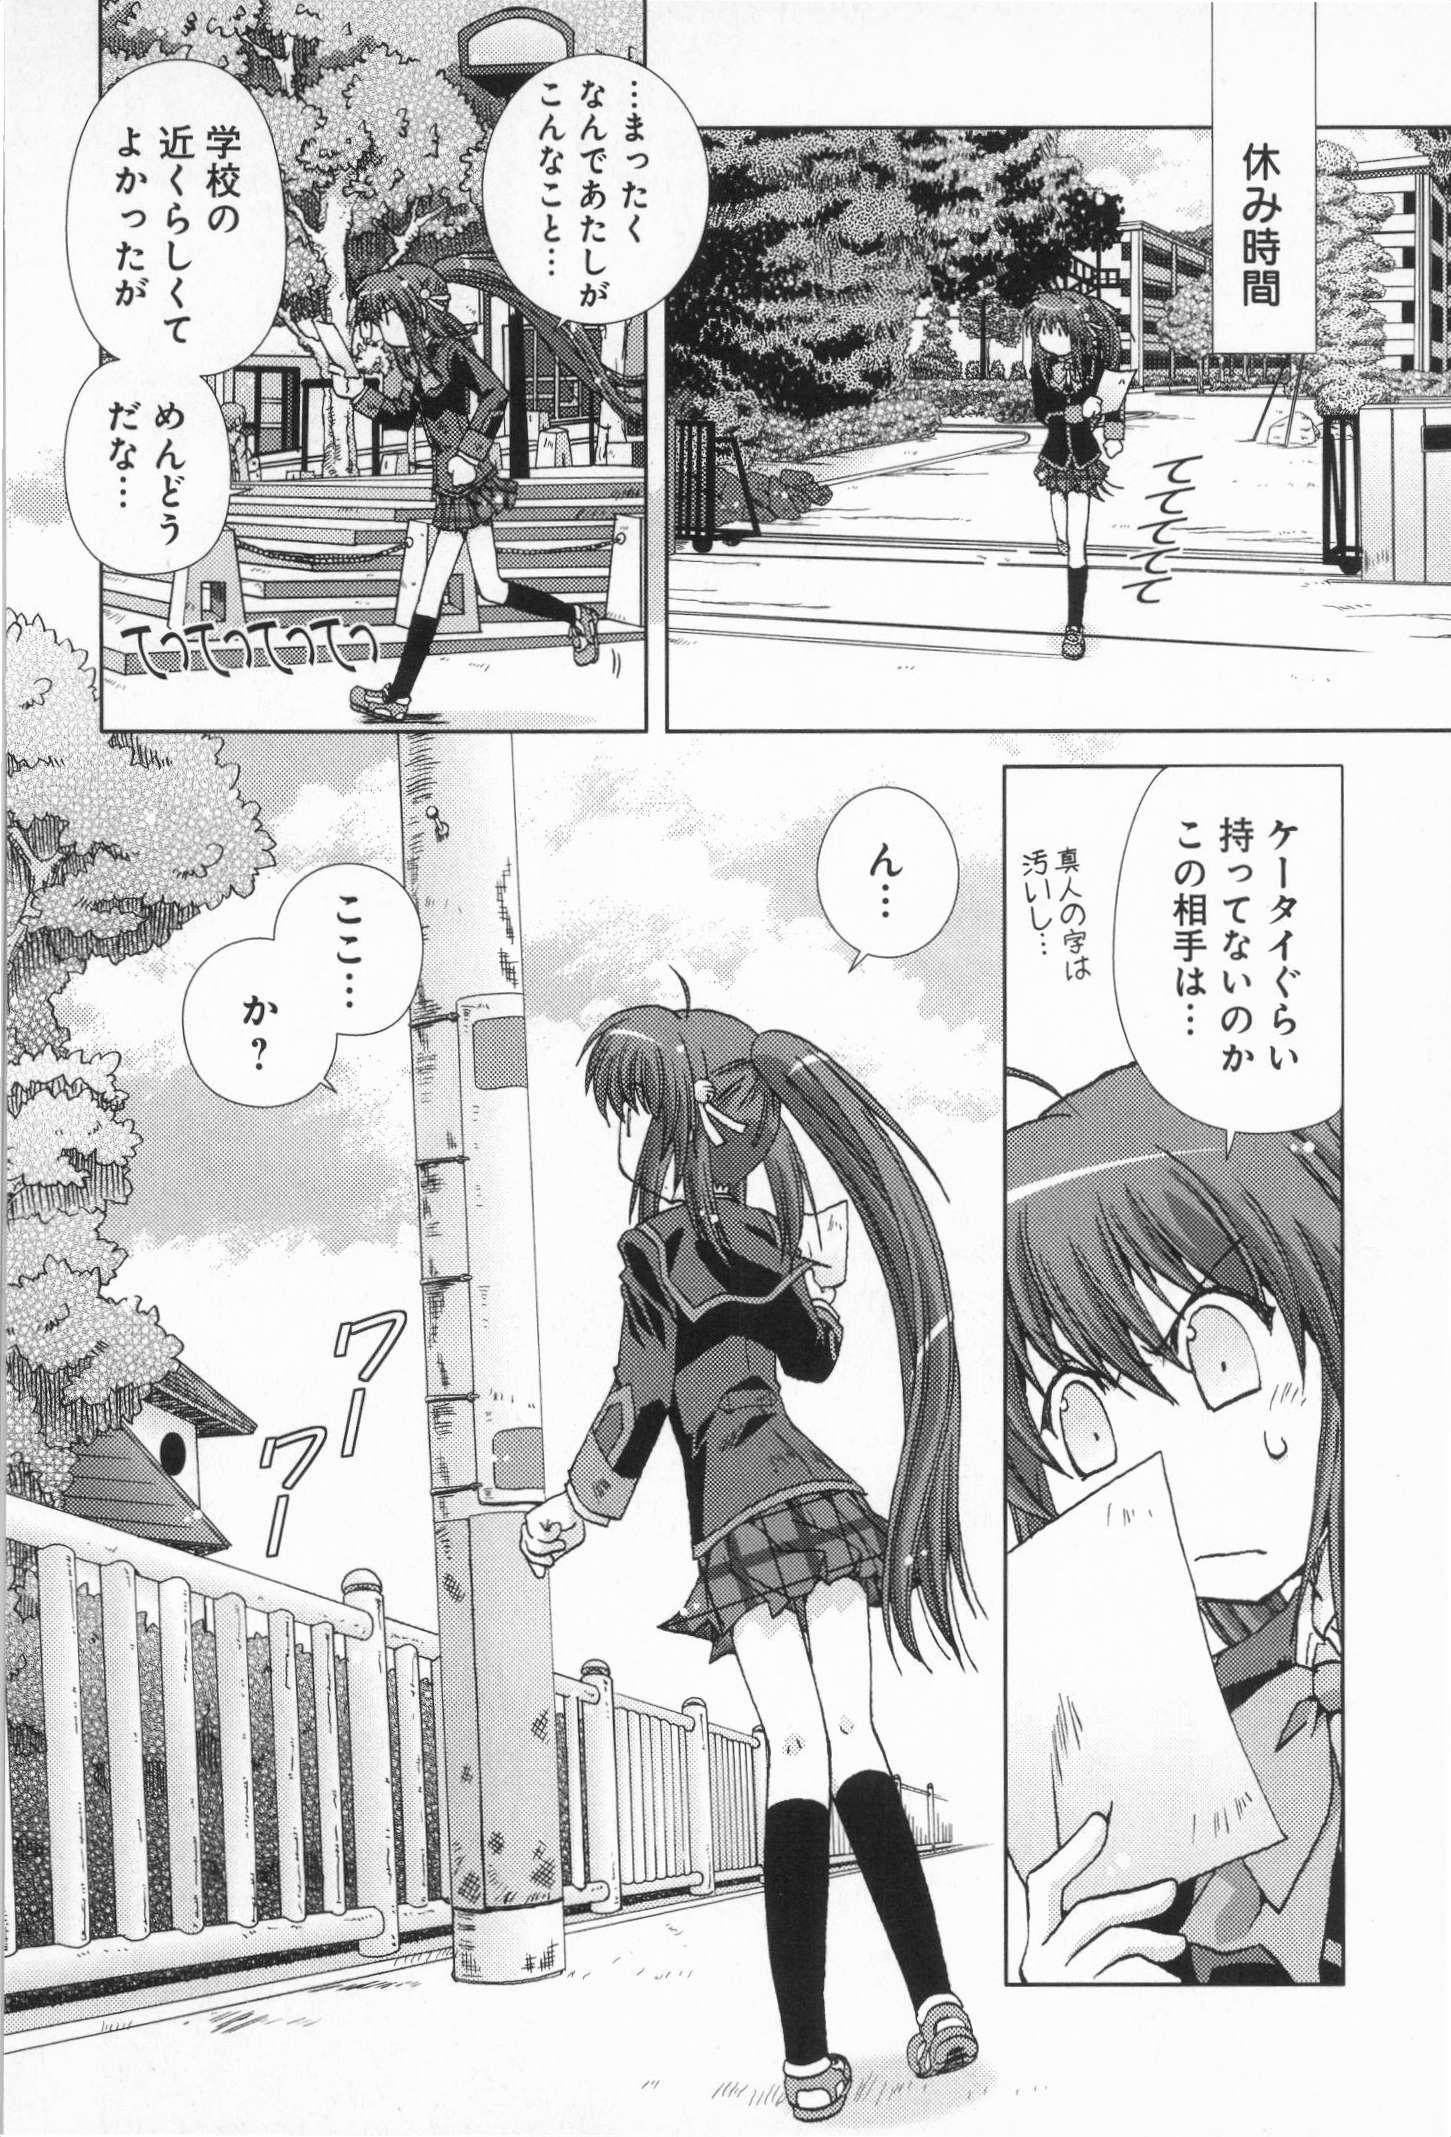 休み時間
てててててて
…まったく
なんであたしが
こんなこと…
学校の
近くらしくて
よかったが
めんどう
だな…
てってってってっ
ケータイぐらい
持ってないのか
この相手は…
真人の字は
汚いし…
ん…
ここ…
か？
ワー
ワー